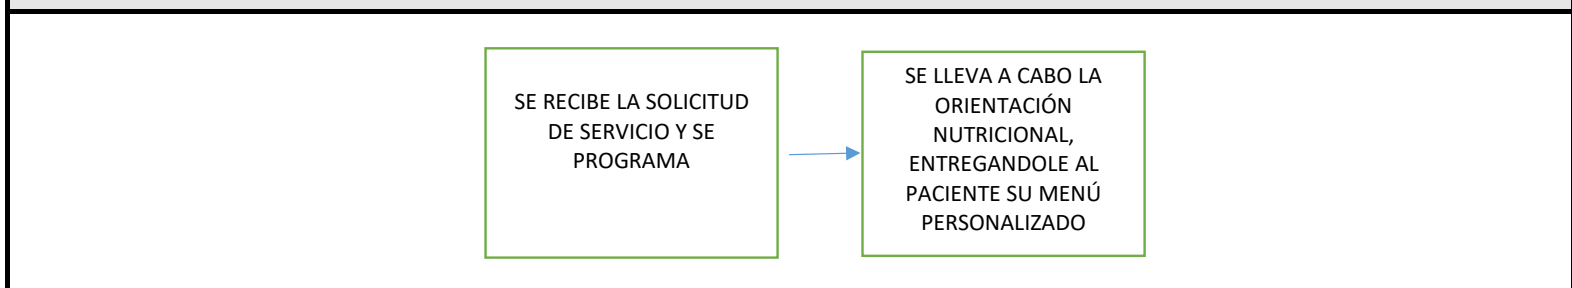 SE RECIBE LA SOLICITUD
DE SERVICIO Y SE
PROGRAMA
SE LLEVA A CABO LA
ORIENTACIÓN
NUTRICIONAL,
ENTREGANDOLE AL
PACIENTE SU MENÚ
PERSONALIZADO